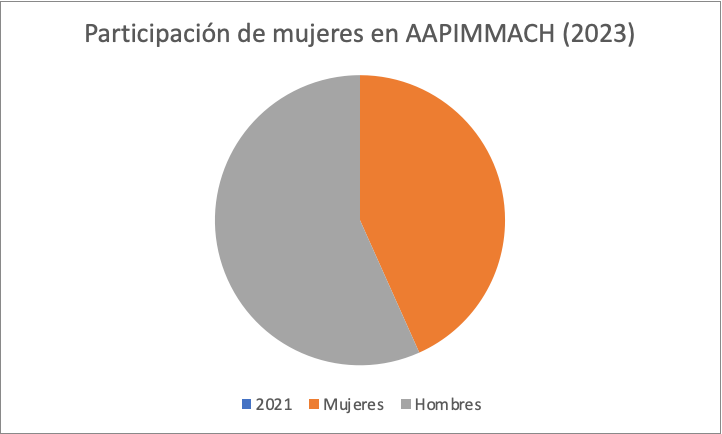 Participación de mujeres en AAPIMMACH (2023)
2021 Mujeres Hombres